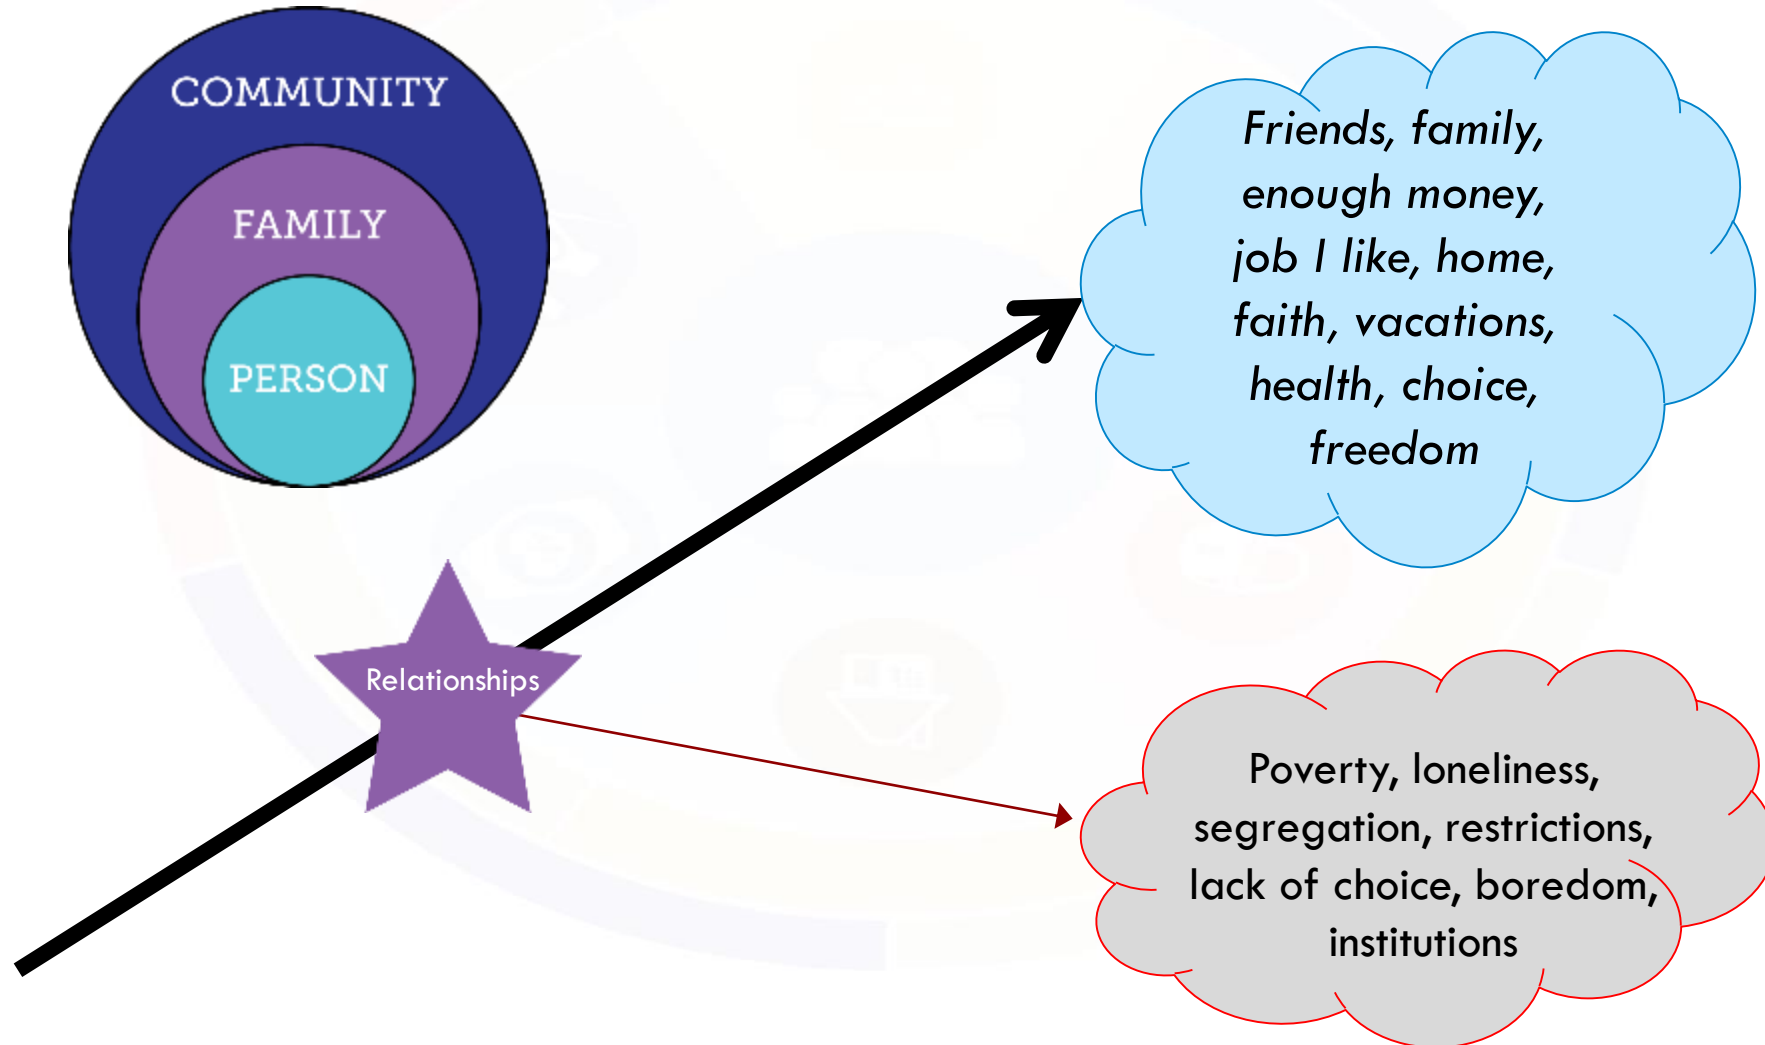 COMMUNITY
FAMILY
PERSON
Friends, family,
enough money,
job I like, home,
faith, vacations,
health, choice,
freedom
Relationships
Poverty, loneliness,
segregation, restrictions,
lack of choice, boredom,
institutions